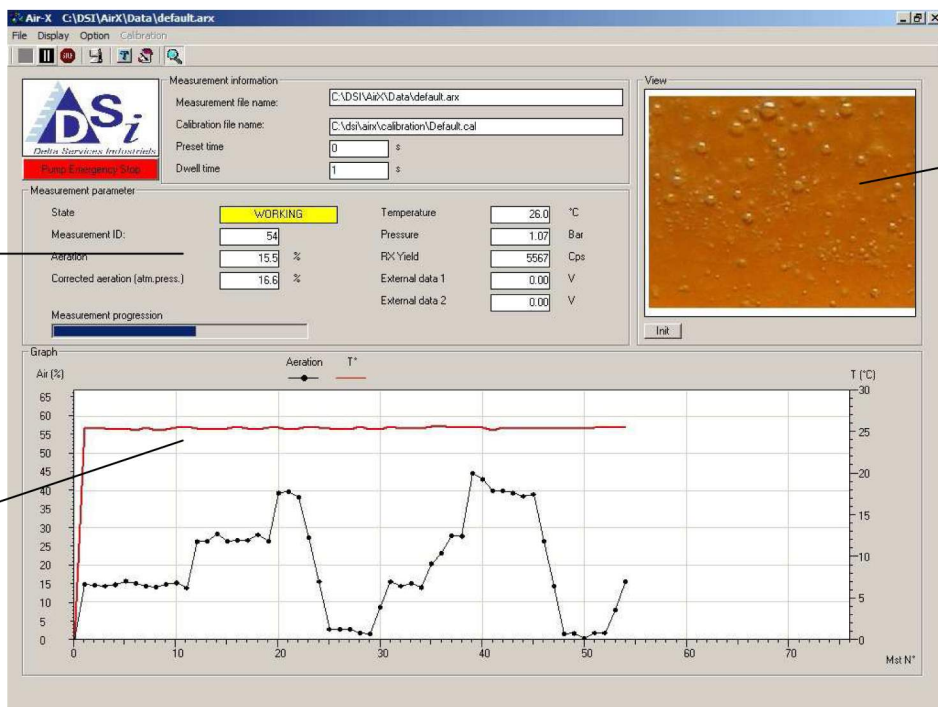 Air-X C:\DSI\AirX\Data\default.arx
File Display Option Calibration
Measurement information
Measurement file name: C:\DSI\AirX\Data\default.arx
Calibration file name: C:\dsi\airx\calibration\Default.cal
Preset time 0 s
Dwell time 1 s
DSi
Delta Services Industriels
Pump Emergency Stop
View
Init
Measurement parameter
State WORKING
Measurement ID: 54
Aeration 15.5 %
Corrected aeration (atm.press.) 16.6 %
Measurement progression
Temperature 26.0 °C
Pressure 1.07 Bar
RX Yield 5567 Cps
External data 1 0.00 V
External data 2 0.00 V
Graph
Aeration T°
Air (%)
T (°C)
65
60
55
50
45
40
35
30
25
20
15
10
5
0
30
25
20
15
10
5
0
0 10 20 30 40 50 60 70
Mst N°